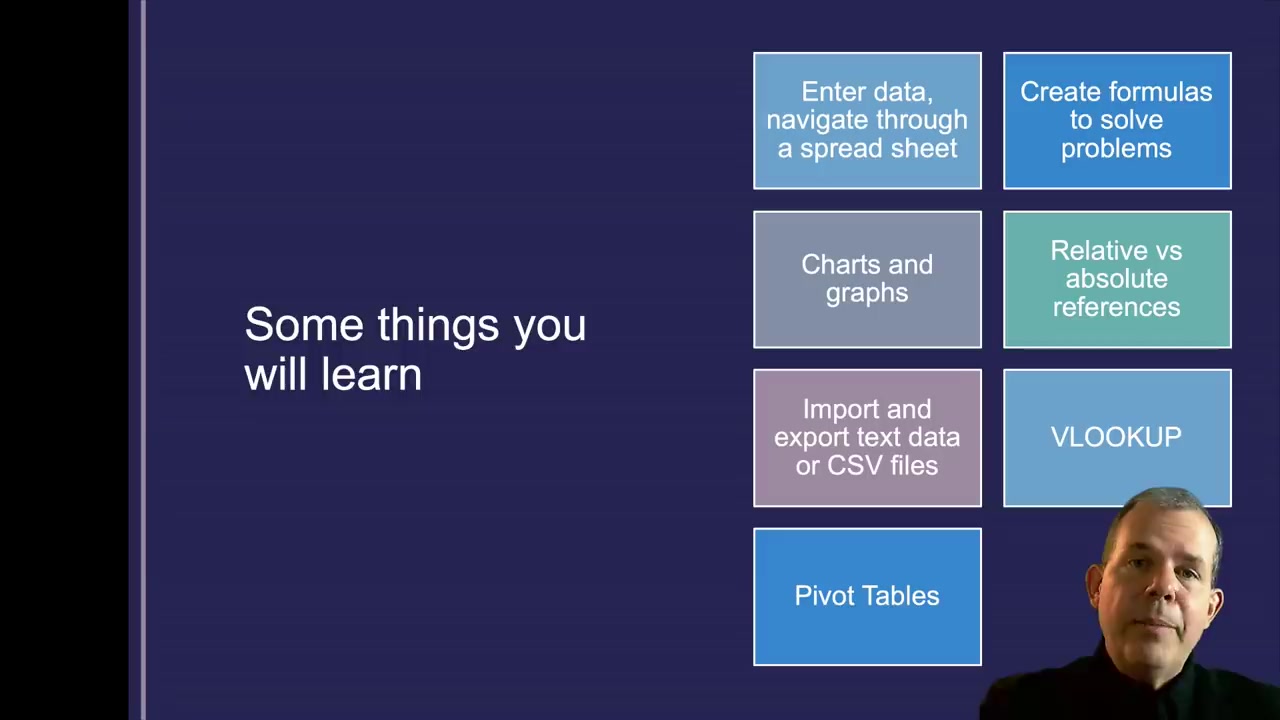 Some things you
will learn
Enter data,
navigate through
a spread sheet
Create formulas
to solve
problems
Charts and
graphs
Relative vs
absolute
references
Import and
export text data
or CSV files
VLOOKUP
Pivot Tables